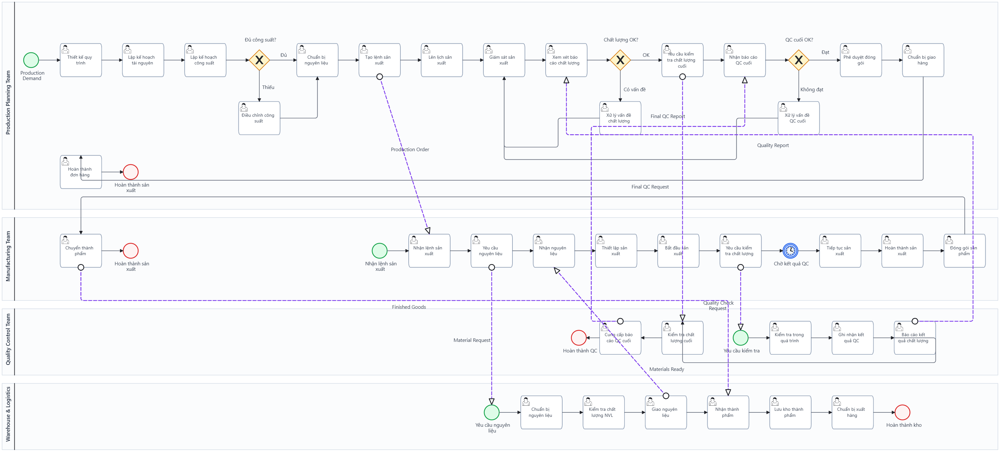 Production Planning Team
Đủ công suất?
Chất lượng OK?
QC cuối OK?
Production
Demand
Thiết kế quy
trình
Lập kế hoạch
tài nguyên
Lập kế hoạch
công suất
Đủ
Chuẩn bị
nguyên liệu
Tạo lệnh sản
xuất
Lên lịch sản
xuất
Giám sát sản
xuất
Xem xét báo
cáo chất lượng
OK
Yêu cầu kiểm
tra chất lượng
cuối
Nhận báo cáo
QC cuối
Đạt
Phê duyệt đóng
gói
Chuẩn bị giao
hàng
Thiếu
Có vấn đề
Không đạt
Điều chỉnh công
suất
Xử lý vấn đề
chất lượng
Final QC Report
Xử lý vấn đề
QC cuối
Production Order
Quality Report
Hoàn thành
đơn hàng
Hoàn thành sản
xuất
Final QC Request
Manufacturing Team
Chuyển thành
phẩm
Hoàn thành sản
xuất
Nhận lệnh sản
xuất
Nhận lệnh sản
xuất
Yêu cầu
nguyên liệu
Nhận nguyên
liệu
Thiết lập sản
xuất
Bắt đầu sản
xuất
Yêu cầu kiểm
tra chất lượng
Chờ kết quả QC
Tiếp tục sản
xuất
Hoàn thành sản
xuất
Đóng gói sản
phẩm
Finished Goods
Quality Check
Request
Quality Control Team
Material Request
Hoàn thành QC
Cung cấp báo
cáo QC cuối
Kiểm tra chất
lượng cuối
Yêu cầu kiểm tra
Kiểm tra trong
quá trình
Ghi nhận kết
quả QC
Báo cáo kết
quả chất lượng
Materials Ready
Warehouse & Logistics
Yêu cầu nguyên
liệu
Chuẩn bị
nguyên liệu
Kiểm tra chất
lượng NVL
Giao nguyên
liệu
Nhận thành
phẩm
Lưu kho thành
phẩm
Chuẩn bị xuất
hàng
Hoàn thành kho